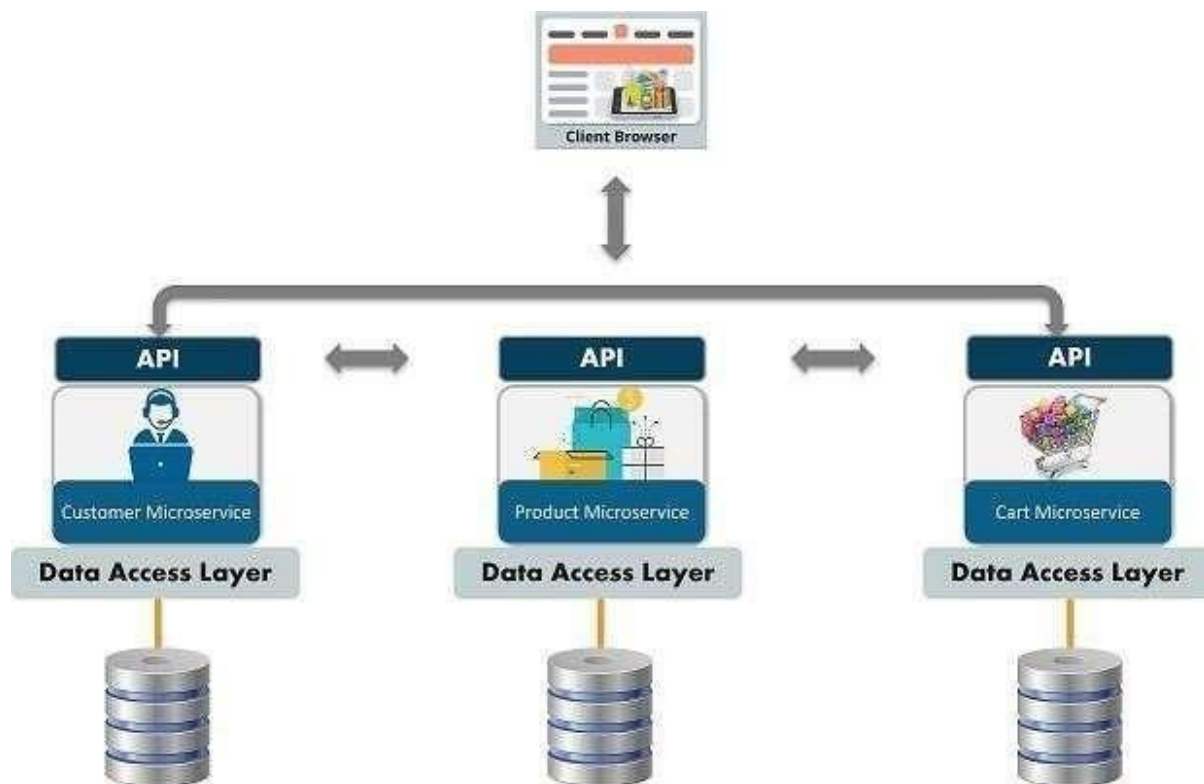 Client Browser
API
API
API
Customer Microservice
Product Microservice
Cart Microservice
Data Access Layer
Data Access Layer
Data Access Layer